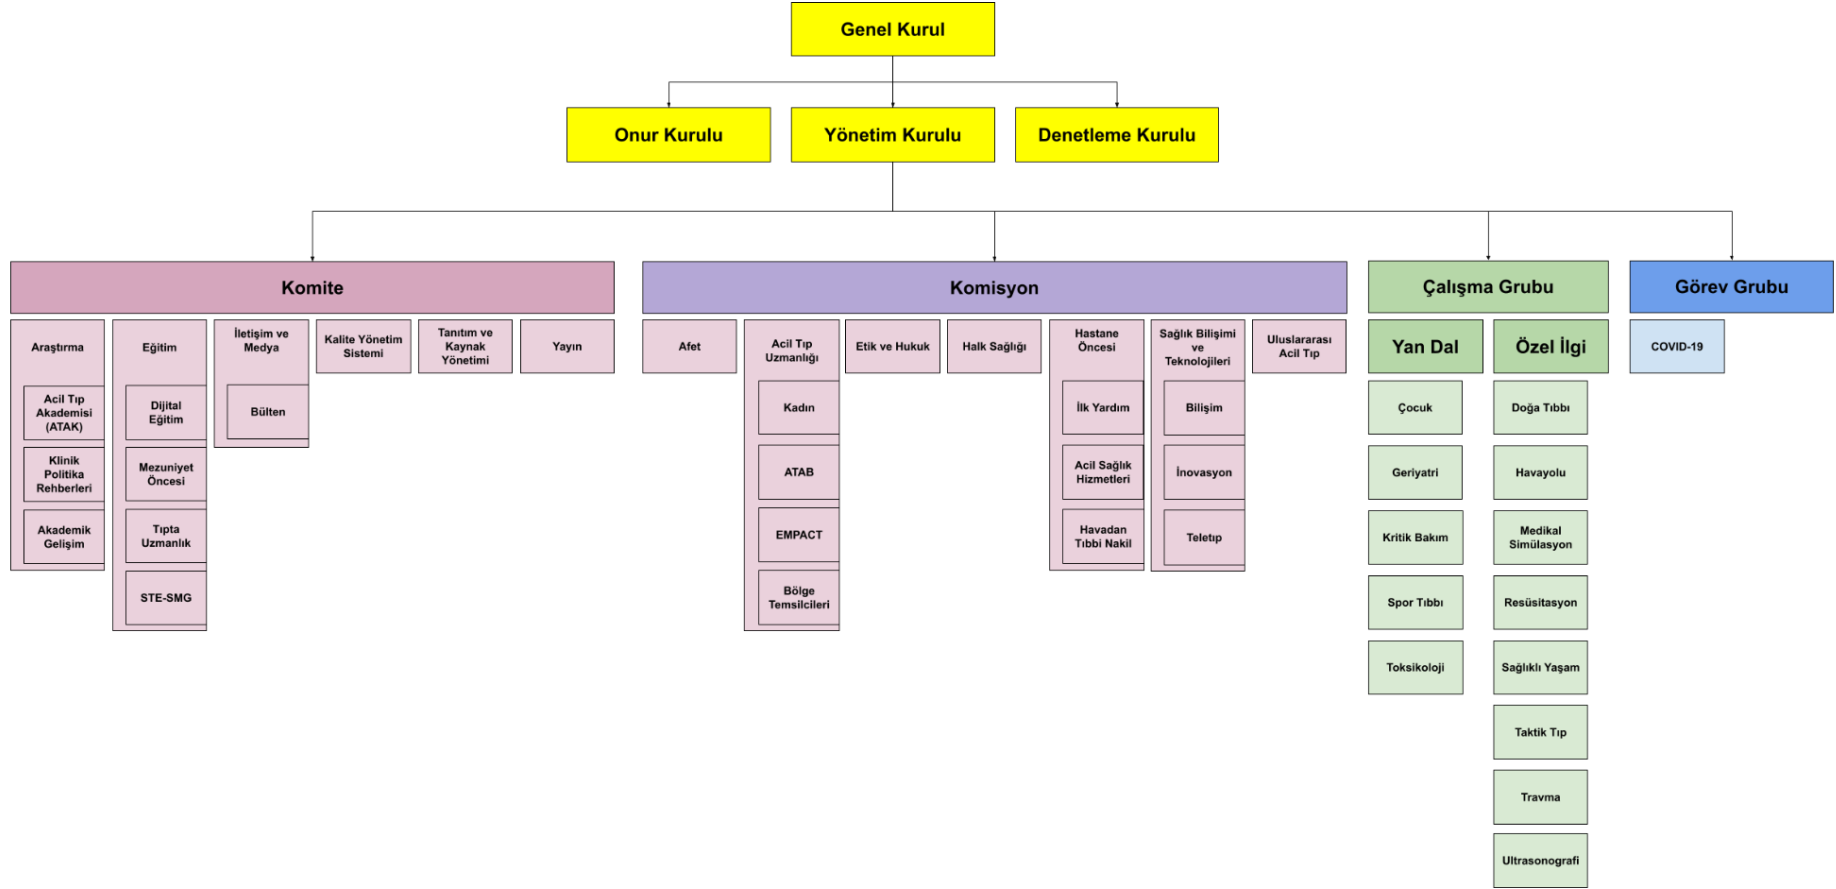 Genel Kurul
Onur Kurulu
Yönetim Kurulu
Denetleme Kurulu
Komite
Araştırma
Acil Tıp
Akademisi
(ATAK)
Klinik
Politika
Rehberleri
Akademik
Gelişim
Eğitim
Dijital
Eğitim
Mezuniyet
Öncesi
Tıpta
Uzmanlık
STE-SMG
İletişim ve
Medya
Bülten
Kalite Yönetim
Sistemi
Tanıtım ve
Kaynak
Yönetimi
Yayın
Komisyon
Afet
Acil Tıp
Uzmanlığı
Kadın
ATAB
EMPACT
Bölge
Temsilcileri
Etik ve Hukuk
Halk Sağlığı
Hastane
Öncesi
İlk Yardım
Acil Sağlık
Hizmetleri
Havadan
Tıbbi Nakil
Sağlık Bilişimi
ve
Teknolojileri
Bilişim
İnovasyon
Teletıp
Uluslararası
Acil Tıp
Çalışma Grubu
Yan Dal
Çocuk
Geriyatri
Kritik Bakım
Spor Tıbbı
Toksikoloji
Özel İlgi
Doğa Tıbbı
Havayolu
Medikal
Simülasyon
Resüsitasyon
Sağlıklı Yaşam
Taktik Tıp
Travma
Ultrasonografi
Görev Grubu
COVID-19